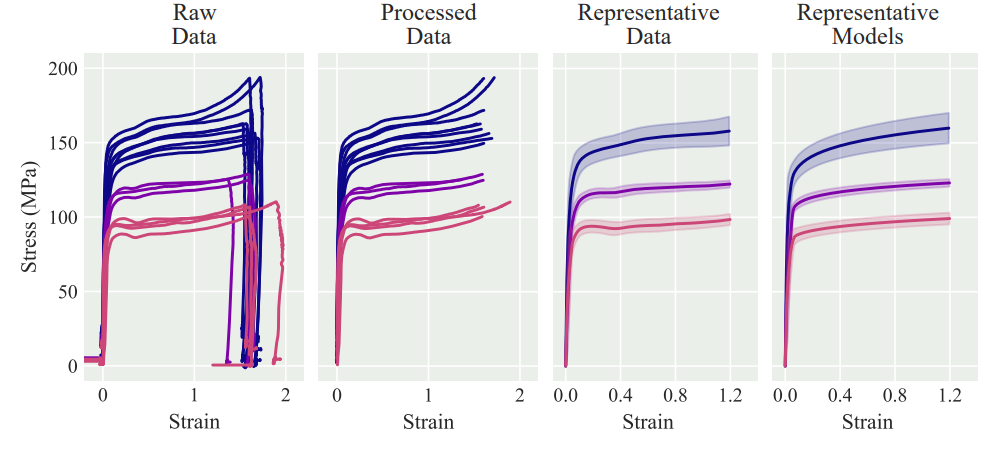 Raw
Data
Processed
Data
Representative
Data
Representative
Models
Stress (MPa)
200
150
100
50
0
0 1 2
0 1 2
0.0 0.4 0.8 1.2
0.0 0.4 0.8 1.2
Strain
Strain
Strain
Strain